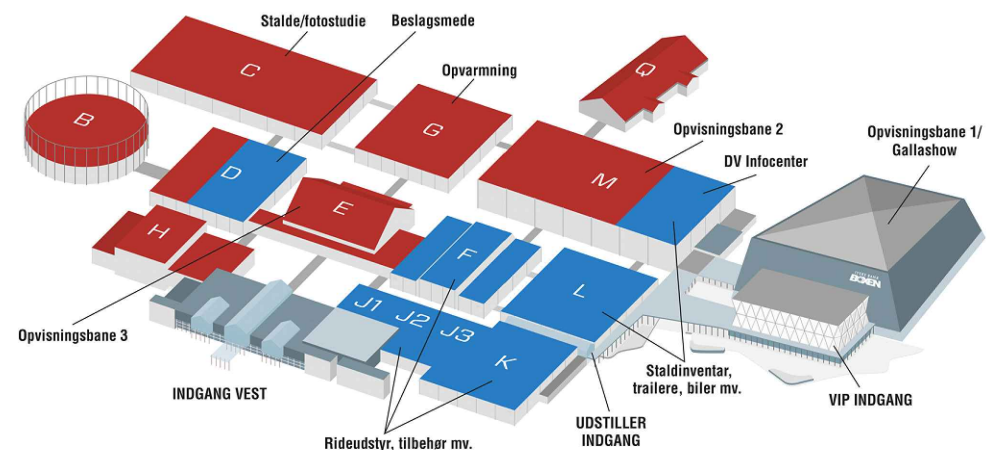 Stalde/fotostudie
Beslagsmede
Opvarmning
Opvisningsbane 2
DV Infocenter
Opvisningsbane 1/
Gallashow
C
Q
B
G
D
M
E
H
F
L
J1
J2
J3
K
BOXEN
Opvisningsbane 3
INDGANG VEST
Rideudstyr, tilbehør mv.
UDSTILLER
INDGANG
Staldinventar,
trailere, biler mv.
VIP INDGANG